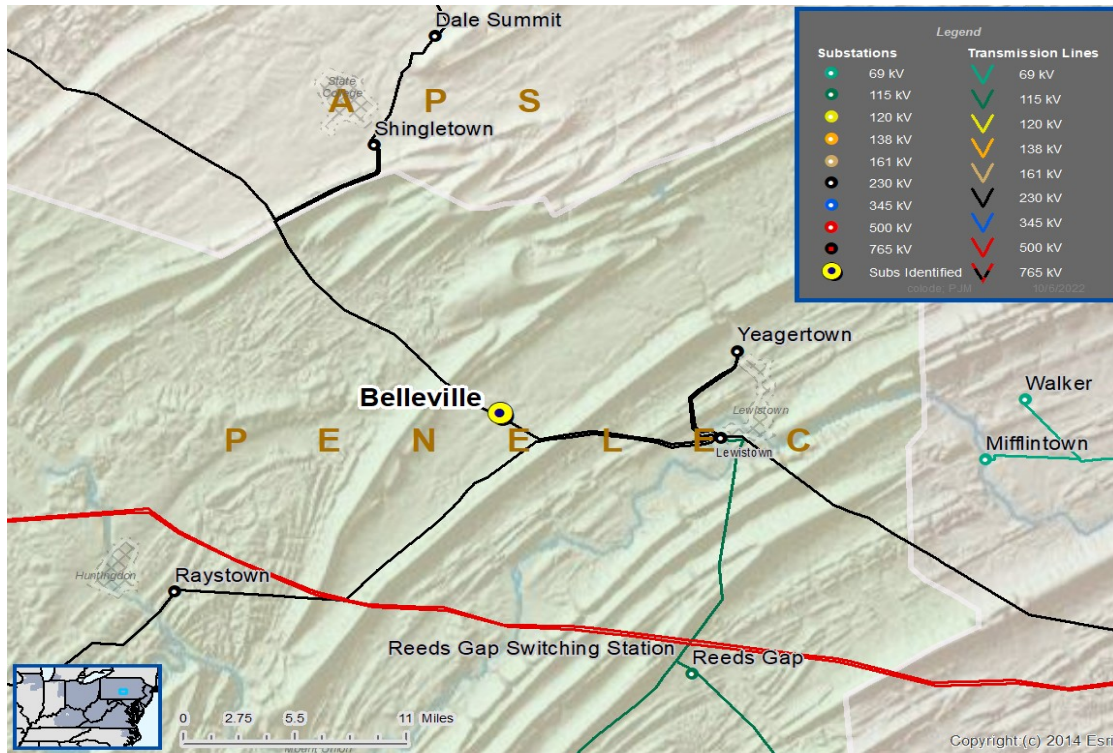 Dale Summit
State
College
A P S
Shingletown
Legend
Substations
Transmission Lines
69 kV
69 kV
115 kV
115 kV
120 kV
120 kV
138 kV
138 kV
161 kV
161 kV
230 kV
230 kV
345 kV
345 kV
500 kV
500 kV
765 kV
765 kV
Subs Identified
PJM
10/6/2022
Yeagertown
Belleville
Lewistown
Walker
P E N E L E C
Lewistown
Mifflintown
Huntingdon
Raystown
Reeds Gap Switching Station
Reeds Gap
0 2.75 5.5 11 Miles
Mount Union
Copyright:(c) 2014 Esri